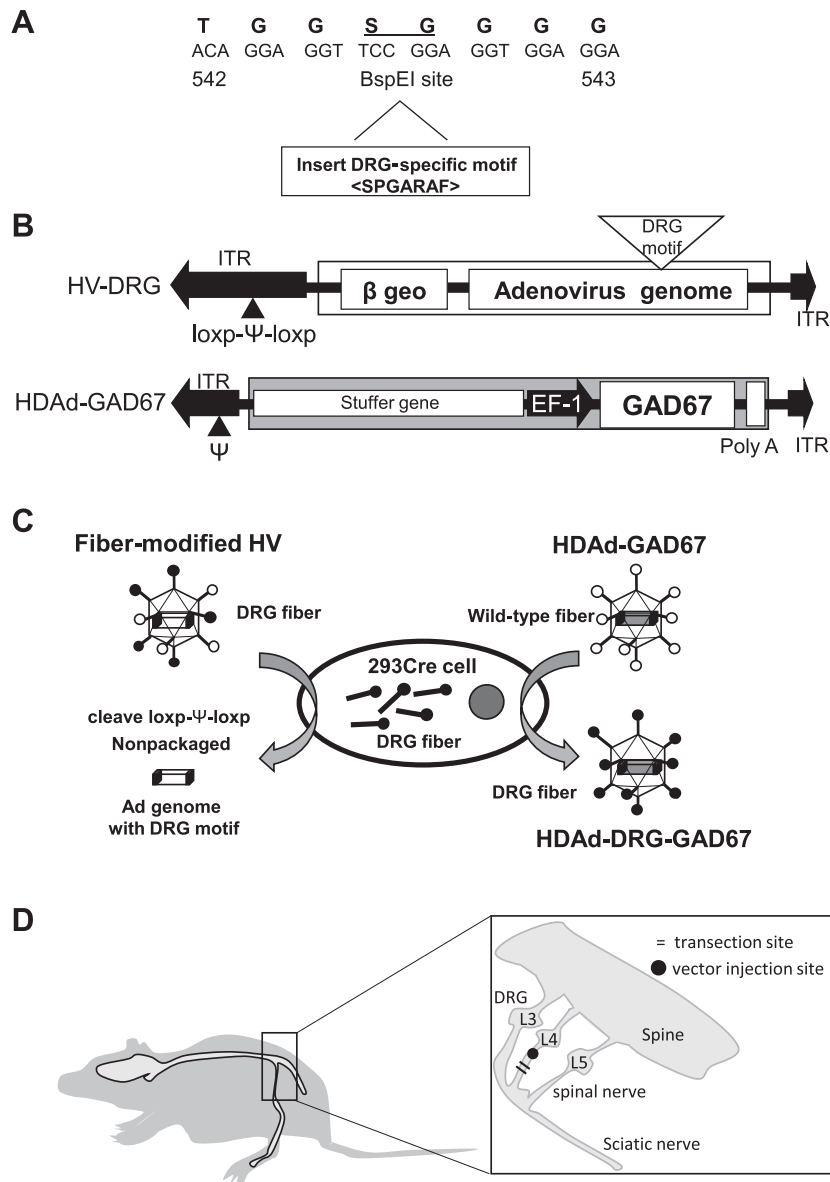 A
T G G S G G G G
ACA GGA GGT TCC GGA GGT GGA GGA
542 BspEI site 543
Insert DRG-specific motif
<SPGARAF>
B
DRG
motif
ITR
HV-DRG
β geo
Adenovirus genome
loxp-Ψ-loxp
ITR
ITR
HDAd-GAD67
Stuffer gene
EF-1
GAD67
Ψ
Poly A
ITR
C
Fiber-modified HV
HDAd-GAD67
DRG fiber
Wild-type fiber
293Cre cell
cleave loxp-Ψ-loxp
Nonpackaged
DRG fiber
DRG fiber
Ad genome
with DRG motif
HDAd-DRG-GAD67
D
= transection site
vector injection site
DRG
L3
L4
L5
Spine
spinal nerve
Sciatic nerve